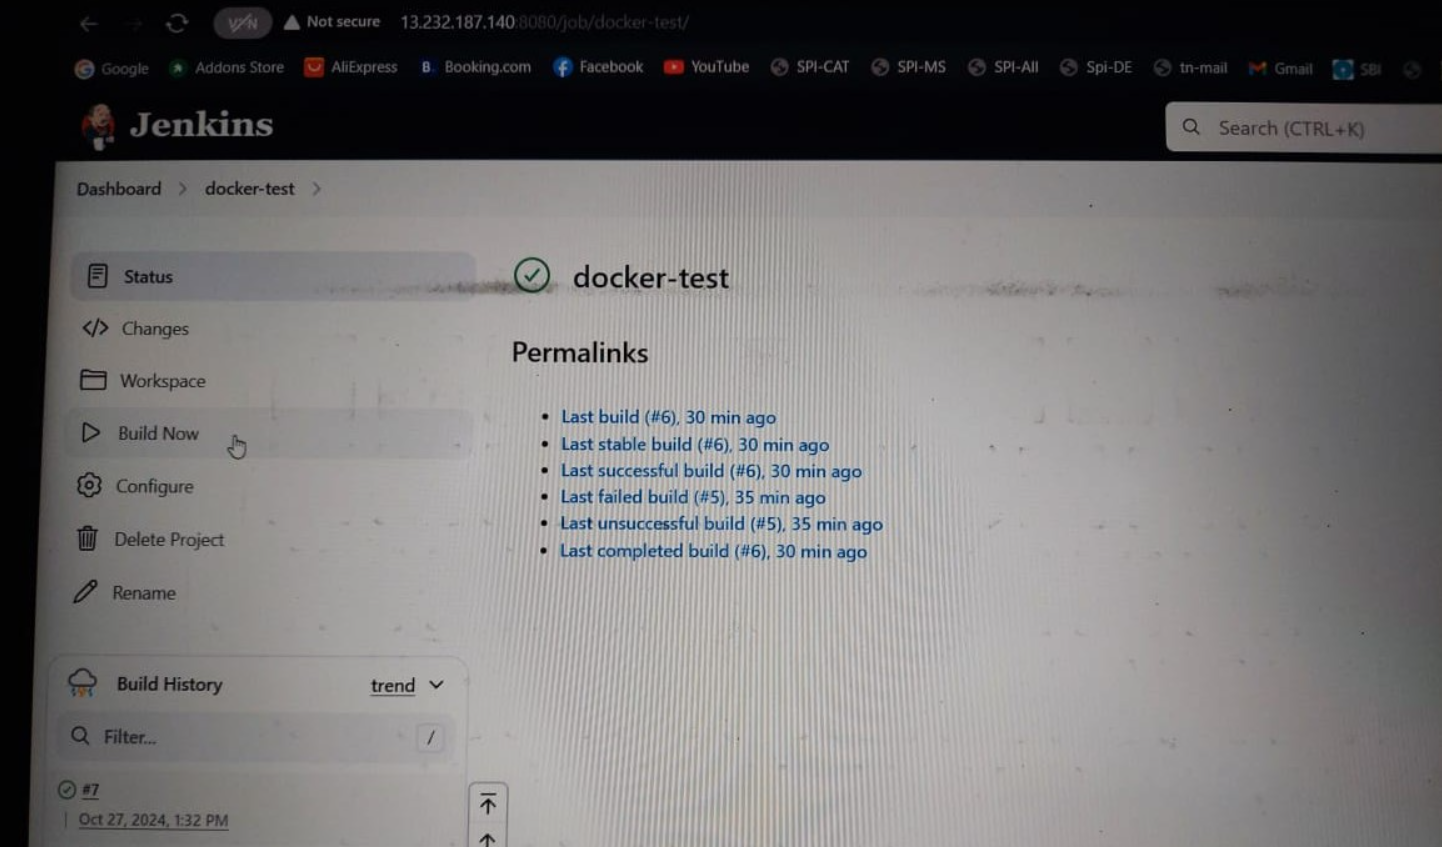 VPN Not secure 13.232.187.140:8080/job/docker-test/
Google Addons Store AliExpress B. Booking.com Facebook YouTube SPI-CAT SPI-MS SPI-All Spi-DE tn-mail Gmail SBI
Jenkins
Search (CTRL+K)
Dashboard > docker-test >
Status
docker-test
Changes
Permalinks
Workspace
Last build (#6), 30 min ago
Build Now
Last stable build (#6), 30 min ago
Last successful build (#6), 30 min ago
Configure
Last failed build (#5), 35 min ago
Last unsuccessful build (#5), 35 min ago
Delete Project
Last completed build (#6), 30 min ago
Rename
Build History trend
Filter... /
#7
Oct 27, 2024, 1:32 PM